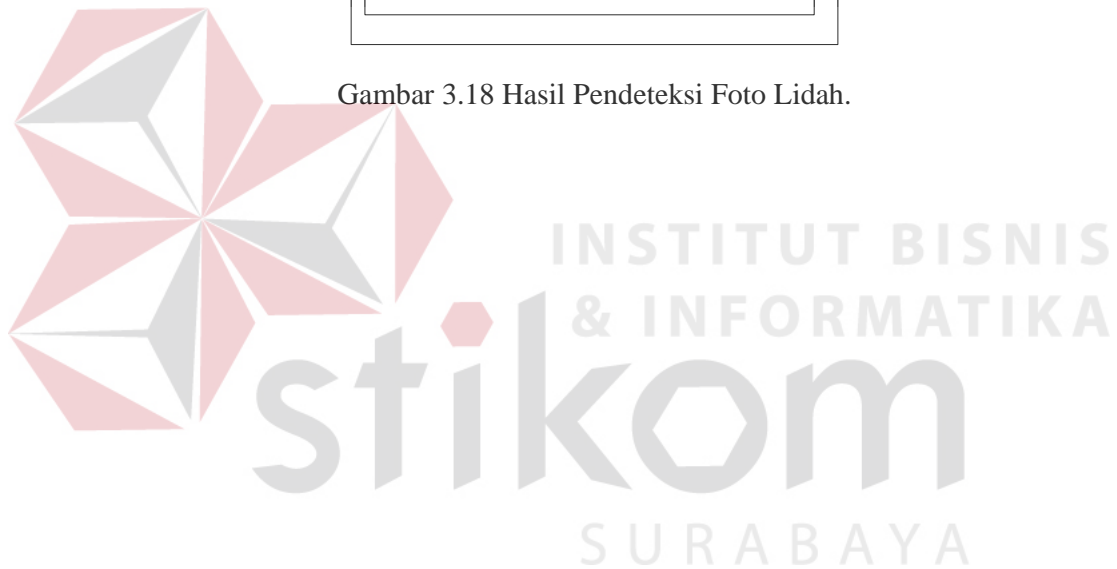 Gambar 3.18 Hasil Pendeteksi Foto Lidah.
INSTITUT BISNIS
& INFORMATIKA
stikom
SURABAYA